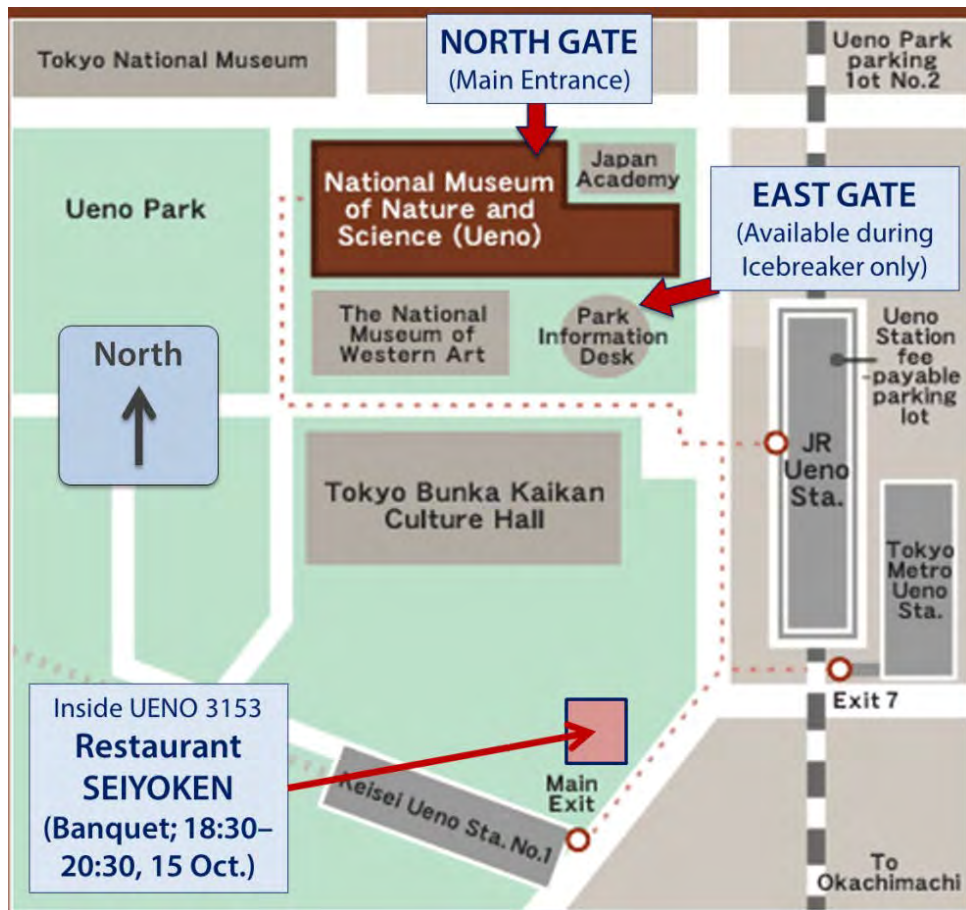 Tokyo National Museum
NORTH GATE
(Main Entrance)
Ueno Park
parking
lot No.2
Ueno Park
National Museum
of Nature and
Science (Ueno)
Japan
Academy
EAST GATE
(Available during
Icebreaker only)
The National
Museum of
Western Art
Park
Information
Desk
Ueno
Station
fee
payable
parking
lot
North
JR
Ueno
Sta.
Tokyo Bunka Kaikan
Culture Hall
Tokyo
Metro
Ueno
Sta.
Exit 7
Inside UENO 3153
Restaurant
SEIYOKEN
(Banquet; 18:30–
20:30, 15 Oct.)
Main
Exit
Keisei Ueno Sta. No.1
To
Okachimachi